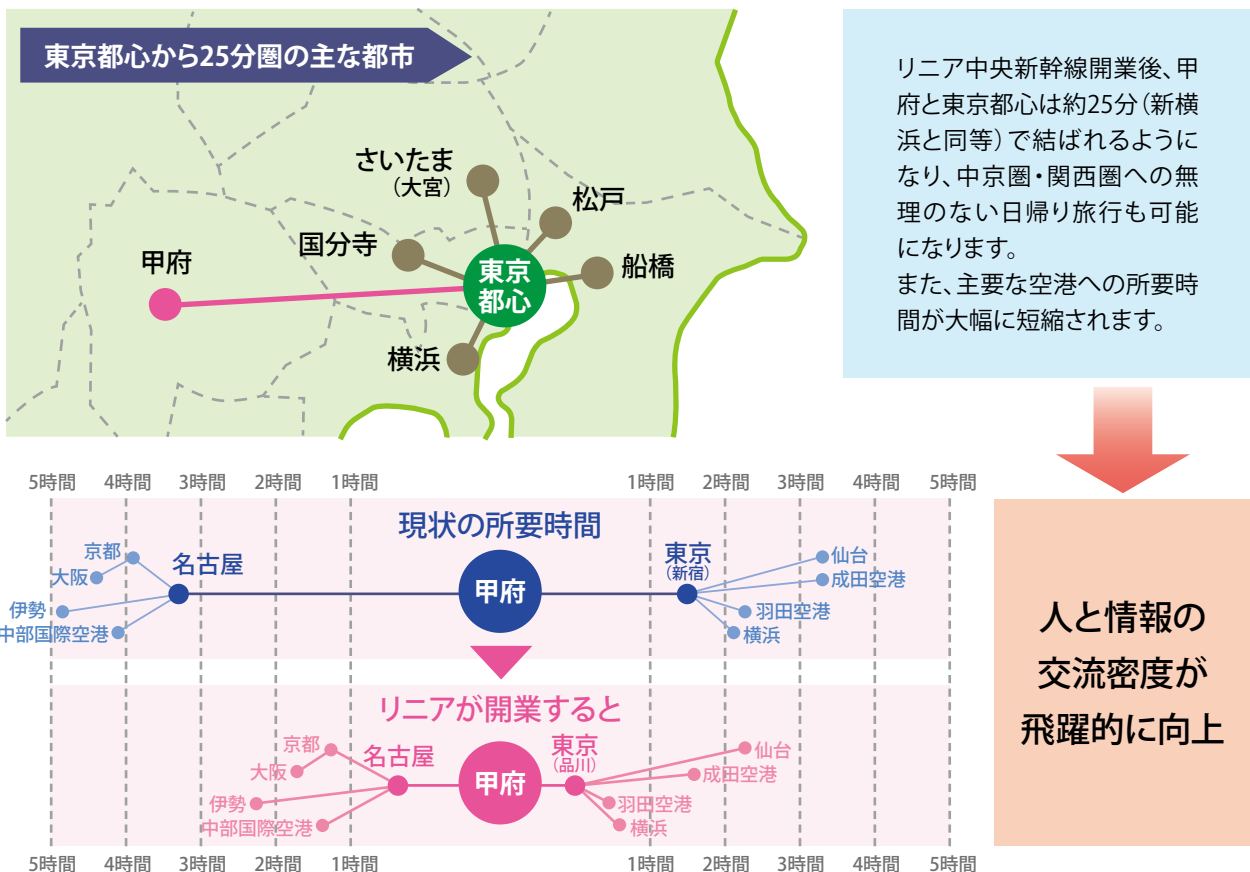 東京都心から25分圏の主な都市
さいたま
(大宮)
松戸
国分寺
甲府
東京
都心
船橋
横浜
リニア中央新幹線開業後、甲
府と東京都心は約25分(新横
浜と同等)で結ばれるように
なり、中京圏・関西圏への無
理のない日帰り旅行も可能
になります。
また、主要な空港への所要時
間が大幅に短縮されます。
5時間 4時間 3時間 2時間 1時間 1時間 2時間 3時間 4時間 5時間
現状の所要時間
京都
大阪
名古屋
伊勢
中部国際空港
甲府
東京
(新宿)
仙台
成田空港
羽田空港
横浜
リニアが開業すると
京都
大阪
名古屋
伊勢
中部国際空港
甲府
東京
(品川)
仙台
成田空港
羽田空港
横浜
5時間 4時間 3時間 2時間 1時間 1時間 2時間 3時間 4時間 5時間
人と情報の
交流密度が
飛躍的に向上